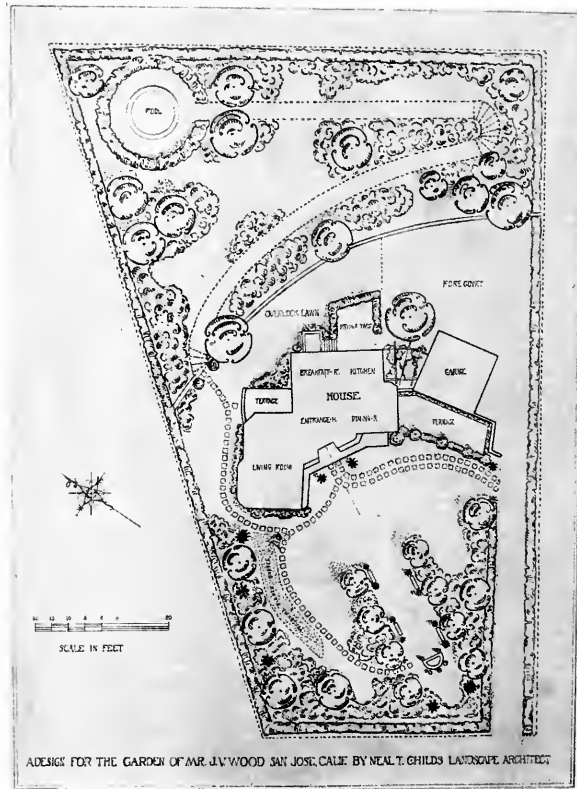 POOL
FORE COURT
OVERLOOK LAWN
BREAKFAST-R. KITCHEN
GARAGE
HOUSE
TERRACE
TERRACE
ENTRANCE-H. DINING-R.
LIVING ROOM
SCALE IN FEET
A DESIGN FOR THE GARDEN OF MR. J.V. WOOD SAN JOSE, CALIF. BY NEAL T. CHILDS LANDSCAPE ARCHITECT